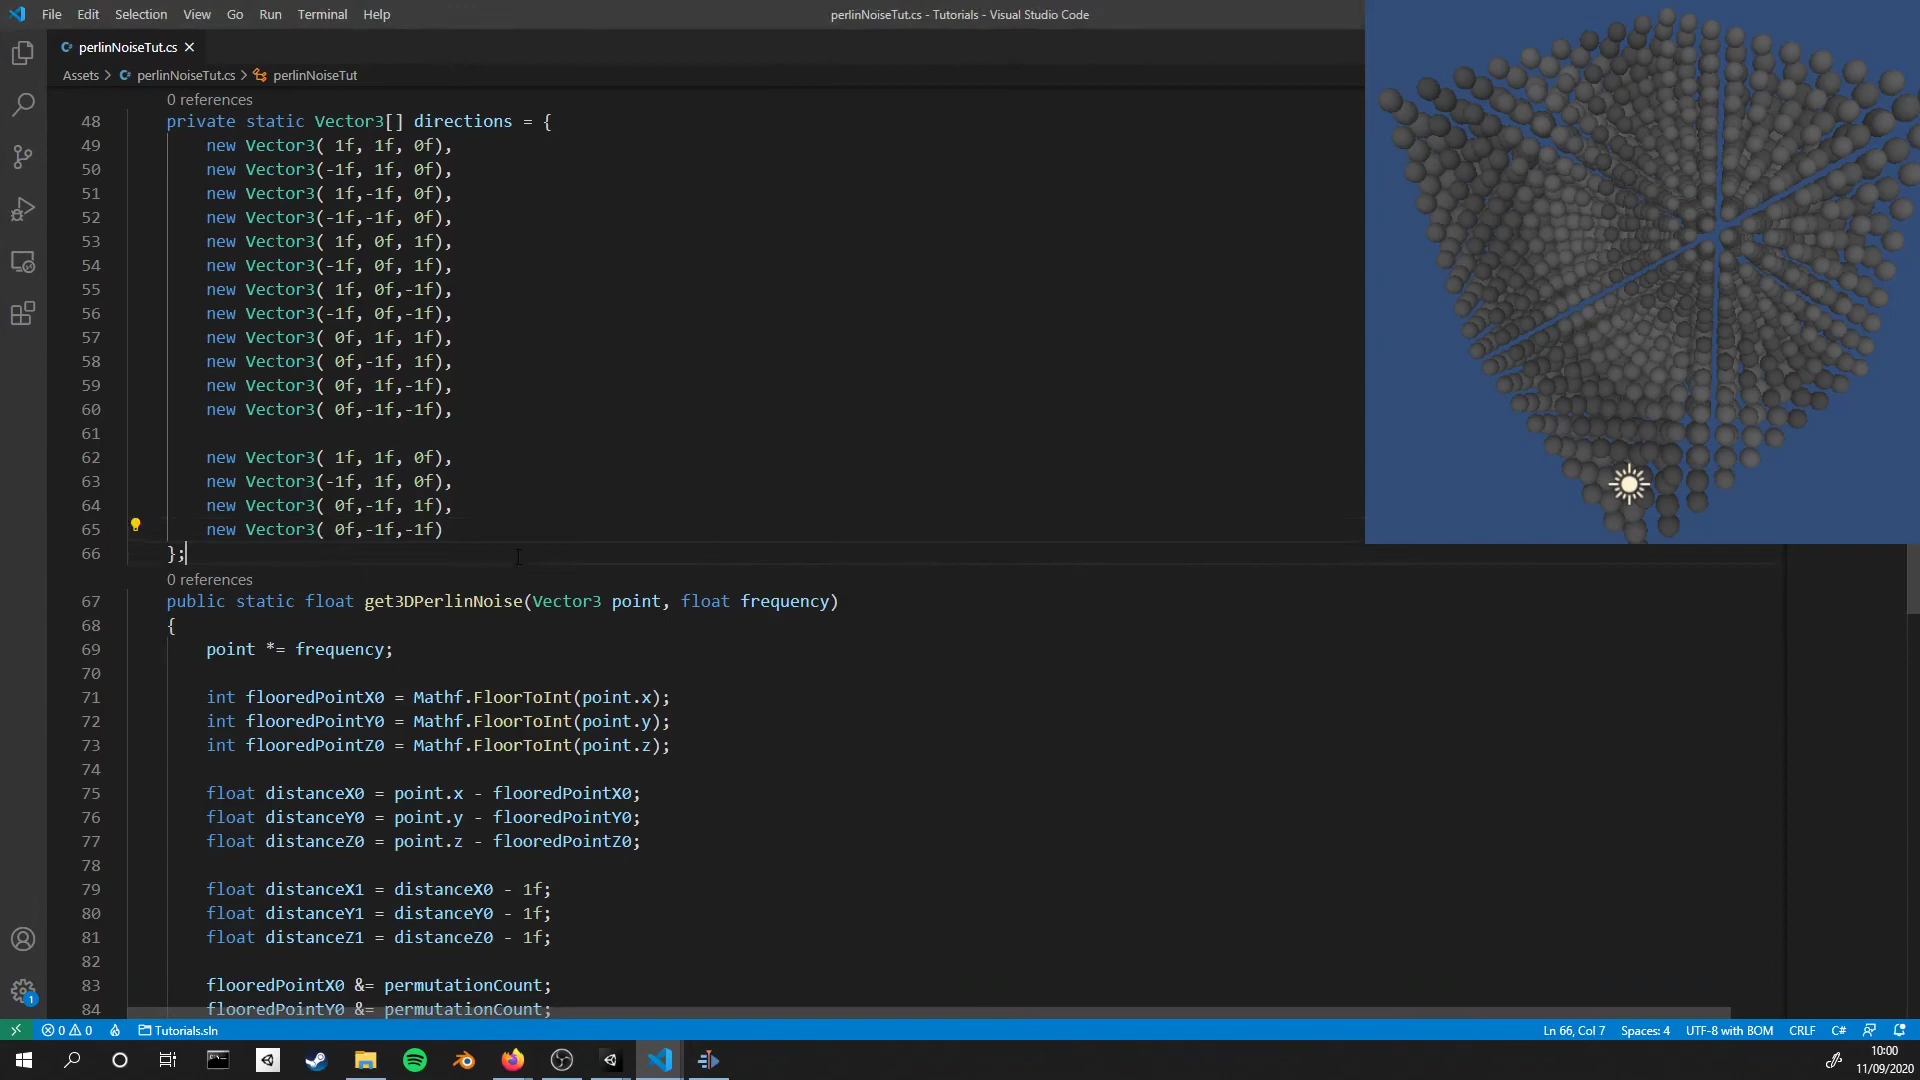 File Edit Selection View Go Run Terminal Help
perlinNoiseTut.cs - Tutorials - Visual Studio Code
perlinNoiseTut.cs
Assets > perlinNoiseTut.cs > perlinNoiseTut
0 references
48 private static Vector3[] directions = {
49 new Vector3( 1f, 1f, 0f),
50 new Vector3(-1f, 1f, 0f),
51 new Vector3( 1f,-1f, 0f),
52 new Vector3(-1f,-1f, 0f),
53 new Vector3( 1f, 0f, 1f),
54 new Vector3(-1f, 0f, 1f),
55 new Vector3( 1f, 0f,-1f),
56 new Vector3(-1f, 0f,-1f),
57 new Vector3( 0f, 1f, 1f),
58 new Vector3( 0f,-1f, 1f),
59 new Vector3( 0f, 1f,-1f),
60 new Vector3( 0f,-1f,-1f),
61
62 new Vector3( 1f, 1f, 0f),
63 new Vector3(-1f, 1f, 0f),
64 new Vector3( 0f,-1f, 1f),
65 new Vector3( 0f,-1f,-1f)
66 };
0 references
67 public static float get3DPerlinNoise(Vector3 point, float frequency)
68 {
69 point *= frequency;
70
71 int flooredPointX0 = Mathf.FloorToInt(point.x);
72 int flooredPointY0 = Mathf.FloorToInt(point.y);
73 int flooredPointZ0 = Mathf.FloorToInt(point.z);
74
75 float distanceX0 = point.x - flooredPointX0;
76 float distanceY0 = point.y - flooredPointY0;
77 float distanceZ0 = point.z - flooredPointZ0;
78
79 float distanceX1 = distanceX0 - 1f;
80 float distanceY1 = distanceY0 - 1f;
81 float distanceZ1 = distanceZ0 - 1f;
82
83 flooredPointX0 &= permutationCount;
84 flooredPointY0 &= permutationCount;
1
0 0 Tutorials.sln Ln 66, Col 7 Spaces: 4 UTF-8 with BOM CRLF C#
10:00
11/09/2020